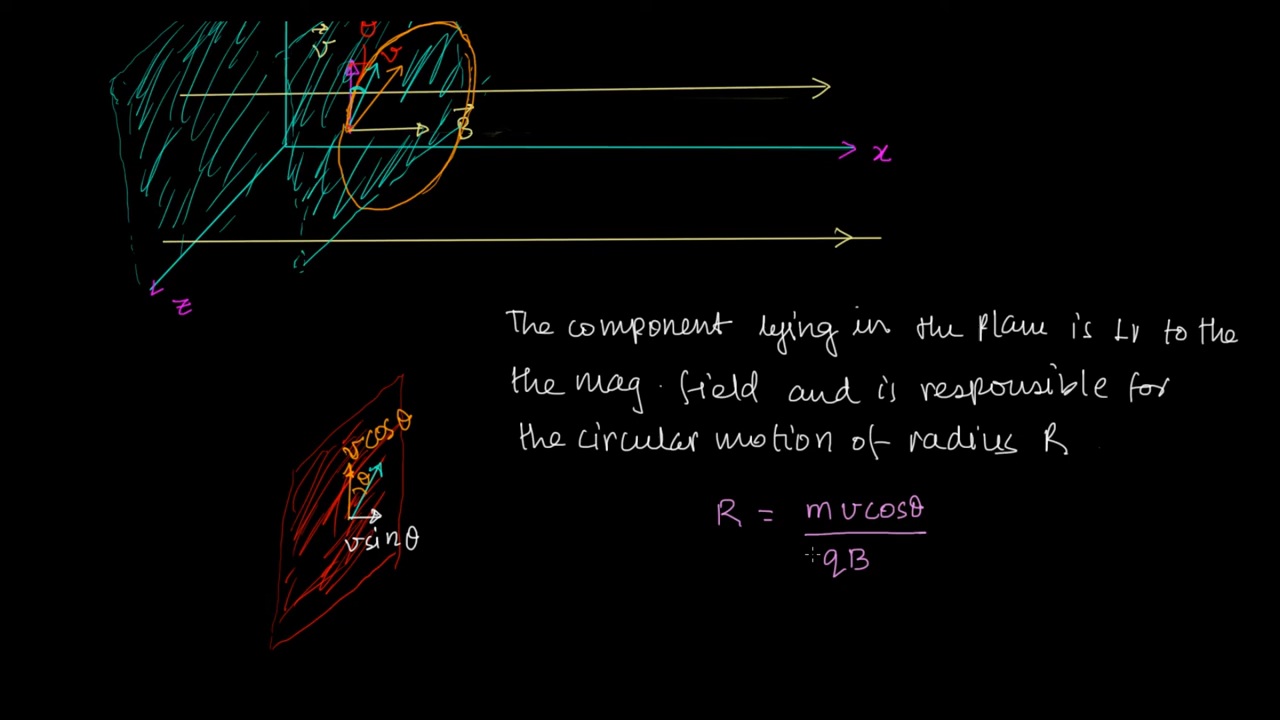 θ
v
v
B
x
z
The component lying in the plane is ⊥r to the
the mag. field and is responsible for
the circular motion of radius R
vcosθ
θ
vsinθ
R = mvcosθ
qB